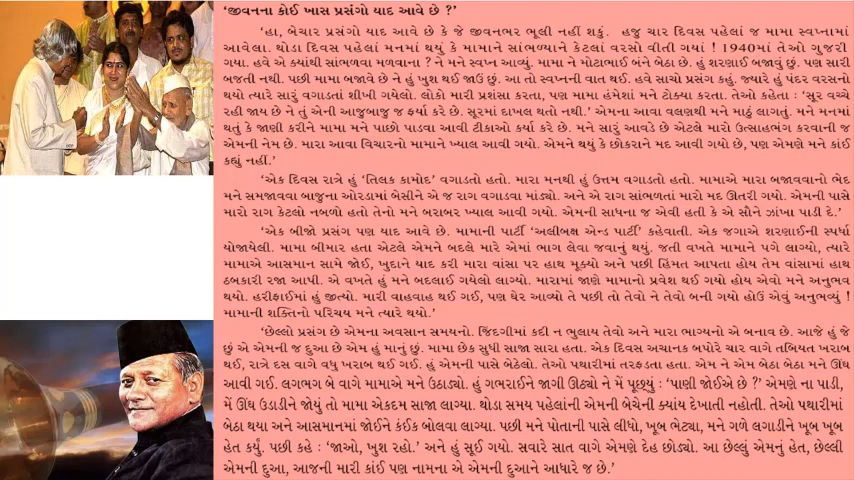 'જીવનના કોઈ ખાસ પ્રસંગો યાદ આવે છે ?'
'હા, બેચાર પ્રસંગો યાદ આવે છે કે જે જીવનભર ભૂલી નહીં શકું. હજુ ચાર દિવસ પહેલાં જ મામા સ્વપ્નામાં
આવેલા. થોડા દિવસ પહેલાં મનમાં થયું કે મામાને સાંભળ્યાને કેટલાં વરસો વીતી ગયાં ! 1940માં તેઓ ગુજરી
ગયા. હવે એ ક્યાંથી સાંભળવા મળવાના ? ને મને સ્વપ્ન આવ્યું. મામા ને મોટાભાઈ બંને બેઠા છે. હું શરણાઈ બજાવું છું. પણ સારી
બજતી નથી. પછી મામા બજાવે છે ને હું ખુશ થઈ જાઉં છું. આ તો સ્વપ્નની વાત થઈ. હવે સાચો પ્રસંગ કહું. જ્યારે હું પંદર વરસનો
થયો ત્યારે સારું વગાડતાં શીખી ગયેલો. લોકો મારી પ્રશંસા કરતા, પણ મામા હંમેશાં મને ટોક્યા કરતા. તેઓ કહેતા : 'સૂર વચ્ચે
રહી જાય છે ને તું એની આજુબાજુ જ ફર્યા કરે છે. સૂરમાં દાખલ થતો નથી.' એમના આવા વલણથી મને માઠું લાગતું. મને મનમાં
થતું કે જાણી કરીને મામા મને પાછો પાડવા આવી ટીકાઓ કર્યા કરે છે. મને સારું આવડે છે એટલે મારો ઉત્સાહભંગ કરવાની જ
એમની નેમ છે. મારા આવા વિચારનો મામાને ખ્યાલ આવી ગયો. એમને થયું કે છોકરાને મદ આવી ગયો છે, પણ એમણે મને કાંઈ
કહ્યું નહીં.'
'એક દિવસ રાત્રે હું 'તિલક કામોદ' વગાડતો હતો. મારા મનથી હું ઉત્તમ વગાડતો હતો. મામાએ મારા બજાવવાનો ભેદ
મને સમજાવવા બાજુના ઓરડામાં બેસીને એ જ રાગ વગાડવા માંડ્યો. અને એ રાગ સાંભળતાં મારો મદ ઊતરી ગયો. એમની પાસે
મારો રાગ કેટલો નબળો હતો તેનો મને બરાબર ખ્યાલ આવી ગયો. એમની સાધના જ એવી હતી કે એ સૌને ઝાંખા પાડી દે.'
'એક બીજો પ્રસંગ પણ યાદ આવે છે. મામાની પાર્ટી 'અલીબક્ષ એન્ડ પાર્ટી' કહેવાતી. એક જગાએ શરણાઈની સ્પર્ધા
યોજાયેલી. મામા બીમાર હતા એટલે એમને બદલે મારે એમાં ભાગ લેવા જવાનું થયું. જતી વખતે મામાને પગે લાગ્યો, ત્યારે
મામાએ આસમાન સામે જોઈ, ખુદાને યાદ કરી મારા વાંસા પર હાથ મૂક્યો અને પછી હિંમત આપતા હોય તેમ વાંસામાં હાથ
ઠબકારી રજા આપી. એ વખતે હું મને બદલાઈ ગયેલો લાગ્યો. મારામાં જાણે મામાનો પ્રવેશ થઈ ગયો હોય એવો મને અનુભવ
થયો. હરીફાઈમાં હું જીત્યો. મારી વાહવાહ થઈ ગઈ, પણ ઘેર આવ્યો તે પછી તો તેવો ને તેવો બની ગયો હોઉં એવું અનુભવ્યું !
મામાની શક્તિનો પરિચય મને ત્યારે થયો.'
'છેલ્લો પ્રસંગ છે એમના અવસાન સમયનો. જિંદગીમાં કદી ન ભુલાય તેવો અને મારા ભાગ્યનો એ બનાવ છે. આજે હું જે
છું એ એમની જ દુઆ છે એમ હું માનું છું. મામા છેક સુધી સાજા સારા હતા. એક દિવસ અચાનક બપોરે ચાર વાગે તબિયત ખરાબ
થઈ, રાત્રે દસ વાગે વધુ ખરાબ થઈ ગઈ. હું એમની પાસે બેઠેલો. તેઓ પથારીમાં તરફડતા હતા. એમ ને એમ બેઠા બેઠા મને ઊંઘ
આવી ગઈ. લગભગ બે વાગે મામાએ મને ઉઠાડ્યો. હું ગભરાઈને જાગી ઊઠ્યો ને મેં પૂછ્યું : 'પાણી જોઈએ છે ?' એમણે ના પાડી,
મેં ઊંઘ ઉડાડીને જોયું તો મામા એકદમ સાજા લાગ્યા. થોડા સમય પહેલાંની એમની બેચેની ક્યાંય દેખાતી નહોતી. તેઓ પથારીમાં
બેઠા થયા અને આસમાનમાં જોઈને કંઈક બોલવા લાગ્યા. પછી મને પોતાની પાસે લીધો, ખૂબ ભેટ્યા, મને ગળે લગાડીને ખૂબ ખૂબ
હેત કર્યું. પછી કહે : 'જાઓ, ખુશ રહો.' અને હું સૂઈ ગયો. સવારે સાત વાગે એમણે દેહ છોડ્યો. આ છેલ્લું એમનું હેત, છેલ્લી
એમની દુઆ, આજની મારી કાંઈ પણ નામના એ એમની દુઆને આધારે જ છે.'